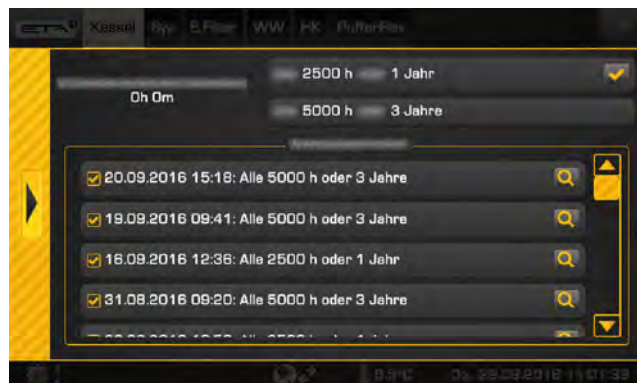 Kessel Sys E.Filter WW HK PufferFlex
2500 h 1 Jahr
0h 0m
5000 h 3 Jahre
20.09.2016 15:18: Alle 5000 h oder 3 Jahre
19.09.2016 09:41: Alle 5000 h oder 3 Jahre
16.09.2016 12:36: Alle 2500 h oder 1 Jahr
31.08.2016 09:20: Alle 5000 h oder 3 Jahre